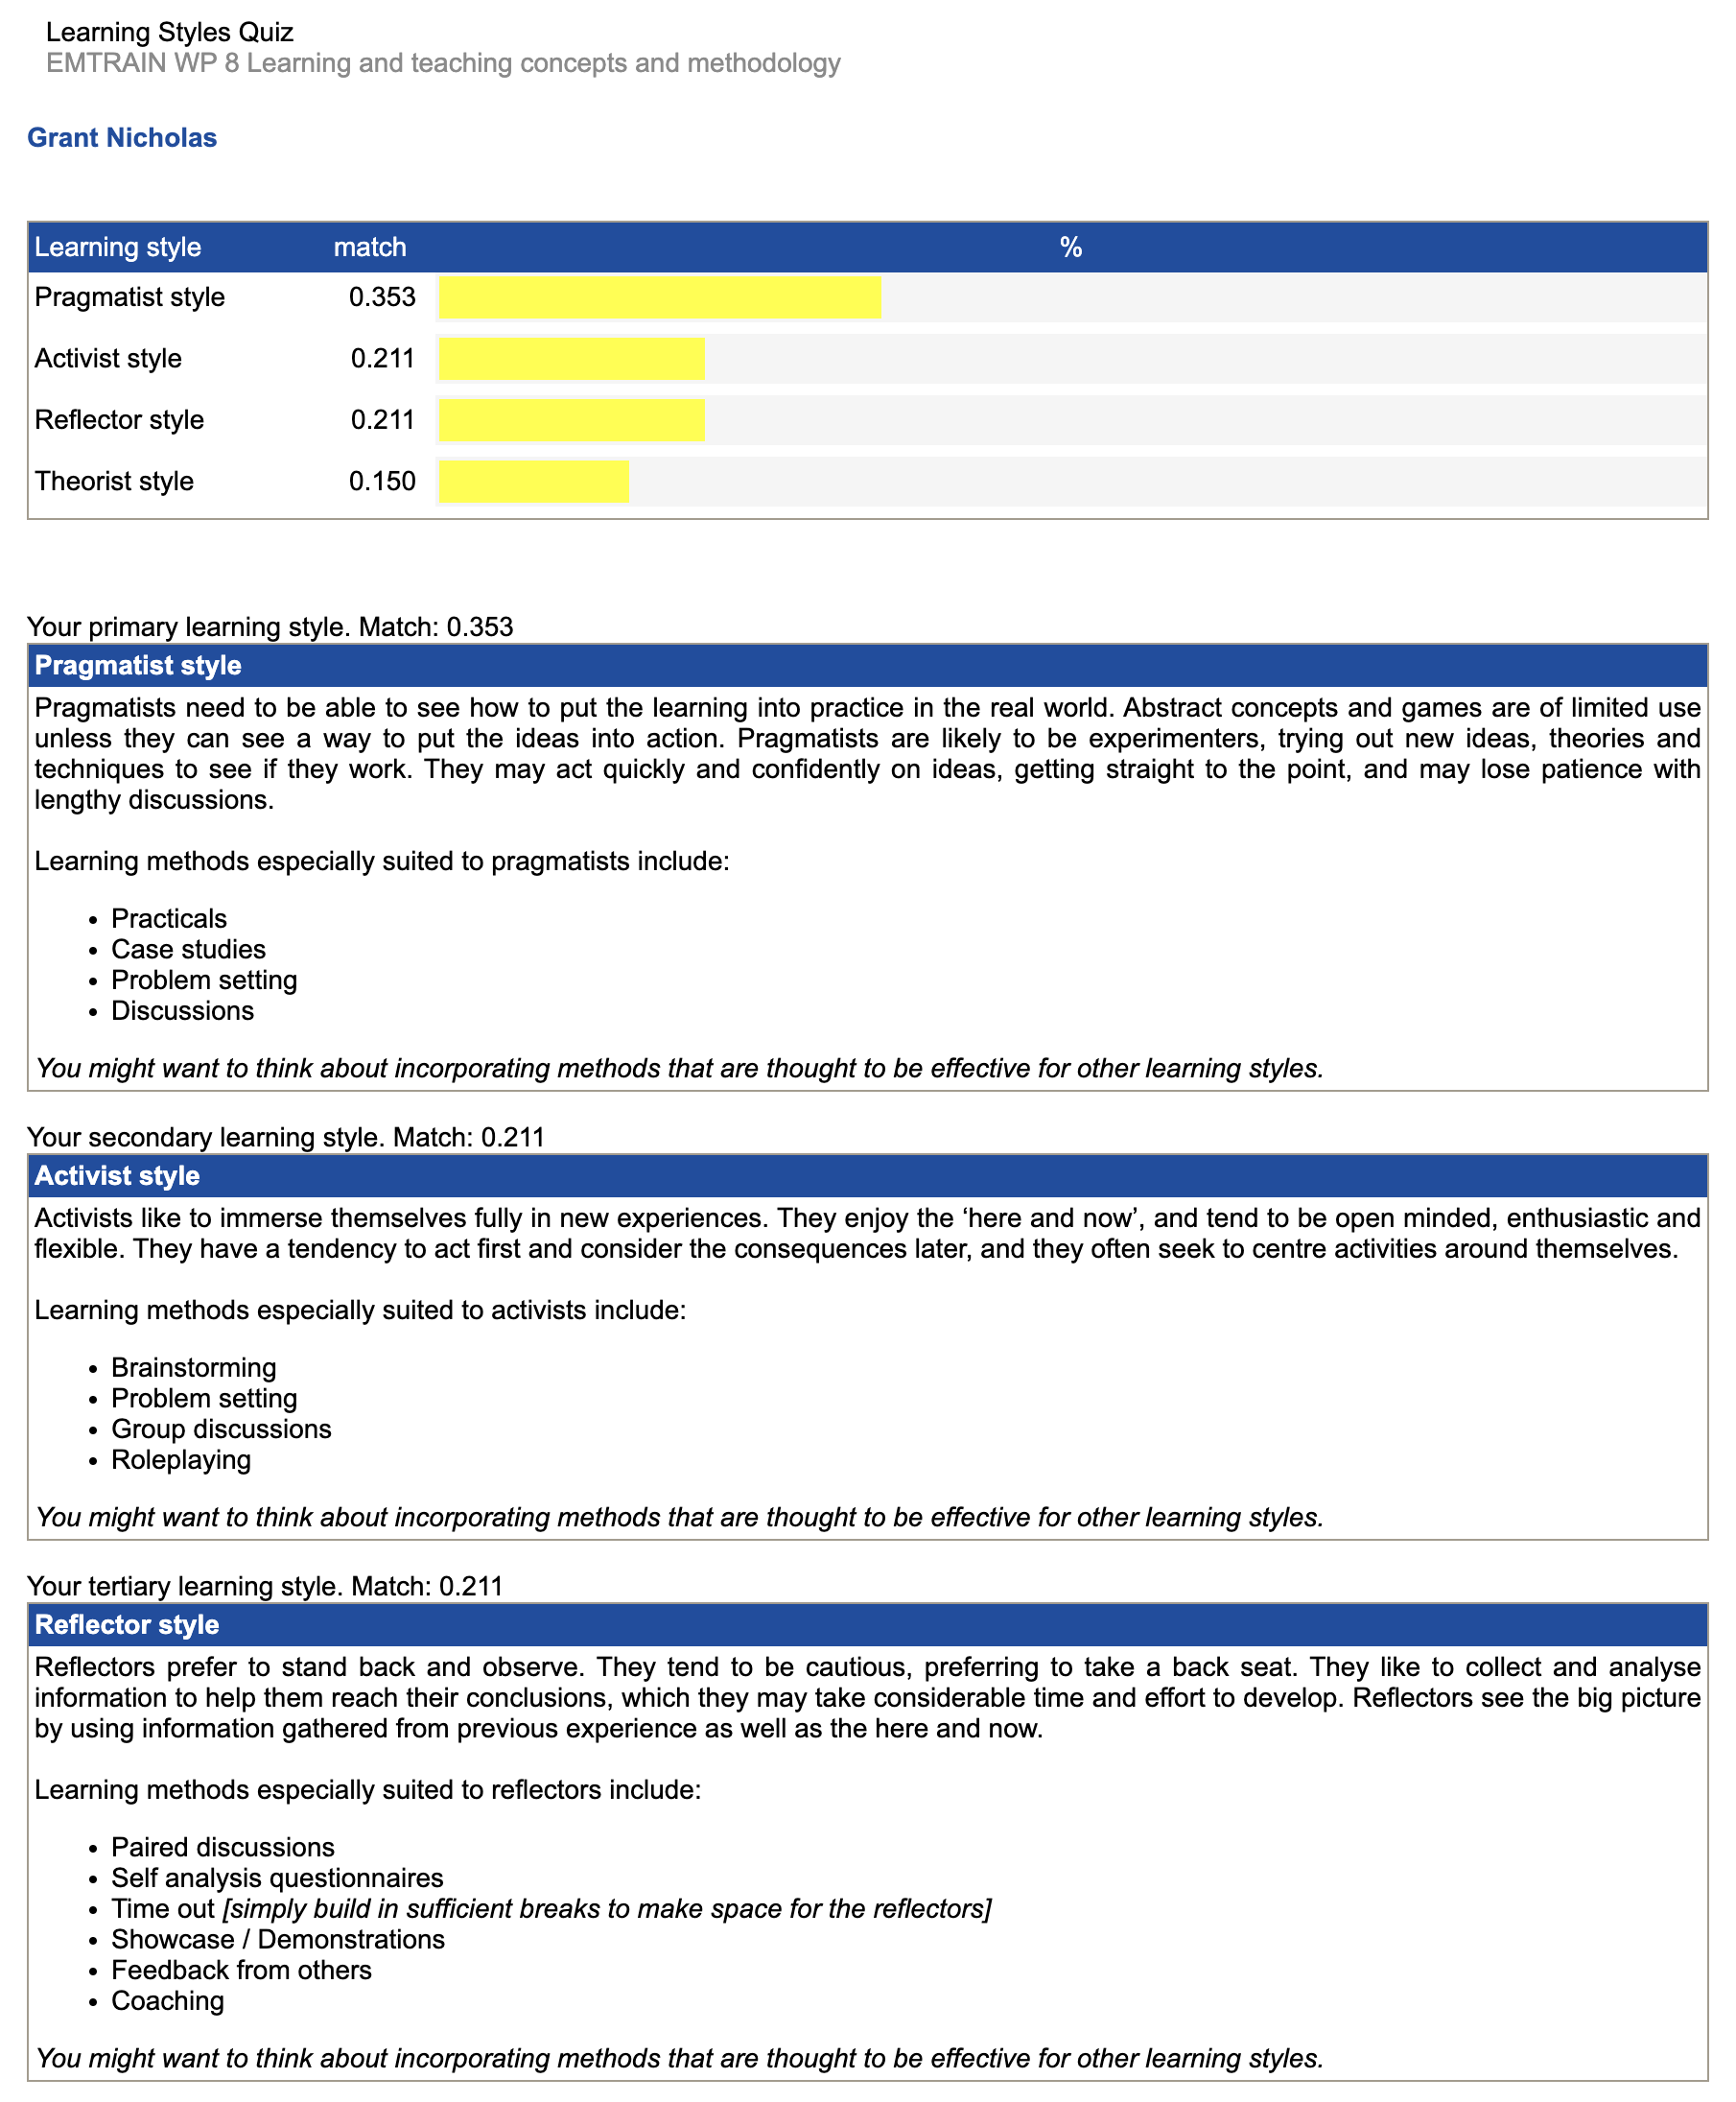 Learning Styles Quiz
EMTRAIN WP 8 Learning and teaching concepts and methodology
Grant Nicholas
Learning style match %
Pragmatist style 0.353
Activist style 0.211
Reflector style 0.211
Theorist style 0.150
Your primary learning style. Match: 0.353
Pragmatist style
Pragmatists need to be able to see how to put the learning into practice in the real world. Abstract concepts and games are of limited use
unless they can see a way to put the ideas into action. Pragmatists are likely to be experimenters, trying out new ideas, theories and
techniques to see if they work. They may act quickly and confidently on ideas, getting straight to the point, and may lose patience with
lengthy discussions.
Learning methods especially suited to pragmatists include:
• Practicals
• Case studies
• Problem setting
• Discussions
You might want to think about incorporating methods that are thought to be effective for other learning styles.
Your secondary learning style. Match: 0.211
Activist style
Activists like to immerse themselves fully in new experiences. They enjoy the ‘here and now’, and tend to be open minded, enthusiastic and
flexible. They have a tendency to act first and consider the consequences later, and they often seek to centre activities around themselves.
Learning methods especially suited to activists include:
• Brainstorming
• Problem setting
• Group discussions
• Roleplaying
You might want to think about incorporating methods that are thought to be effective for other learning styles.
Your tertiary learning style. Match: 0.211
Reflector style
Reflectors prefer to stand back and observe. They tend to be cautious, preferring to take a back seat. They like to collect and analyse
information to help them reach their conclusions, which they may take considerable time and effort to develop. Reflectors see the big picture
by using information gathered from previous experience as well as the here and now.
Learning methods especially suited to reflectors include:
• Paired discussions
• Self analysis questionnaires
• Time out [simply build in sufficient breaks to make space for the reflectors]
• Showcase / Demonstrations
• Feedback from others
• Coaching
You might want to think about incorporating methods that are thought to be effective for other learning styles.